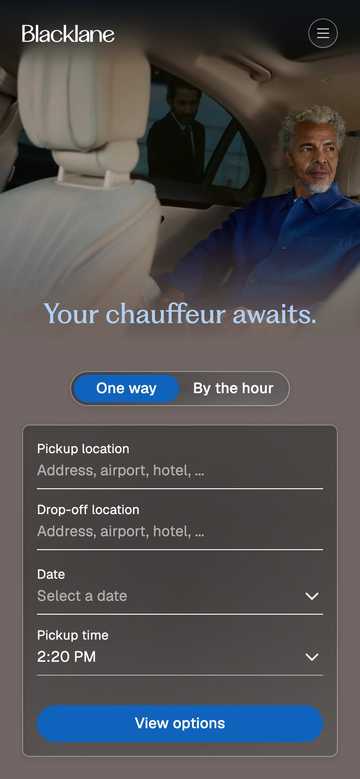 Blacklane
Your chauffeur awaits.
One way
By the hour
Pickup location
Address, airport, hotel, ...
Drop-off location
Address, airport, hotel, ...
Date
Select a date
Pickup time
2:20 PM
View options